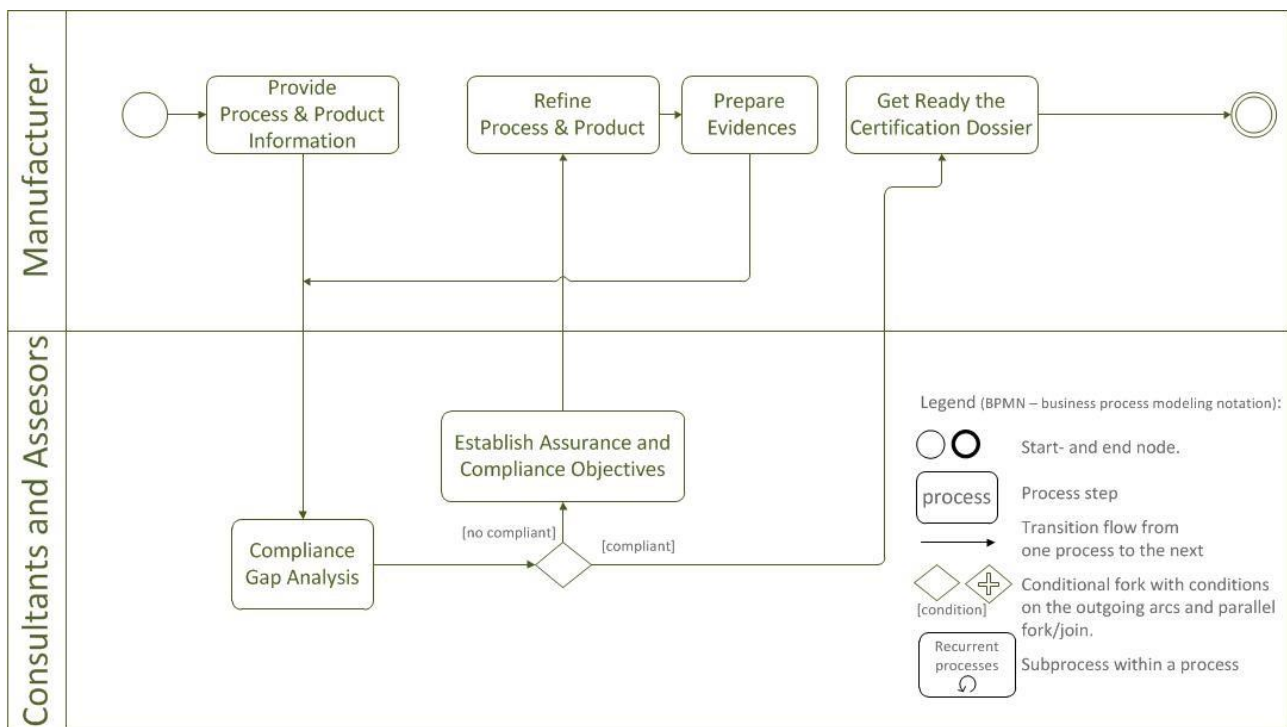 Manufacturer
Provide
Process & Product
Information
Refine
Process & Product
Prepare
Evidences
Get Ready the
Certification Dossier
Consultants and Assesors
Establish Assurance and
Compliance Objectives
[no compliant]
[compliant]
Compliance
Gap Analysis
Legend (BPMN – business process modeling notation):
Start- and end node.
process
Process step
Transition flow from
one process to the next
[condition]
Conditional fork with conditions
on the outgoing arcs and parallel
fork/join.
Recurrent
processes
Subprocess within a process